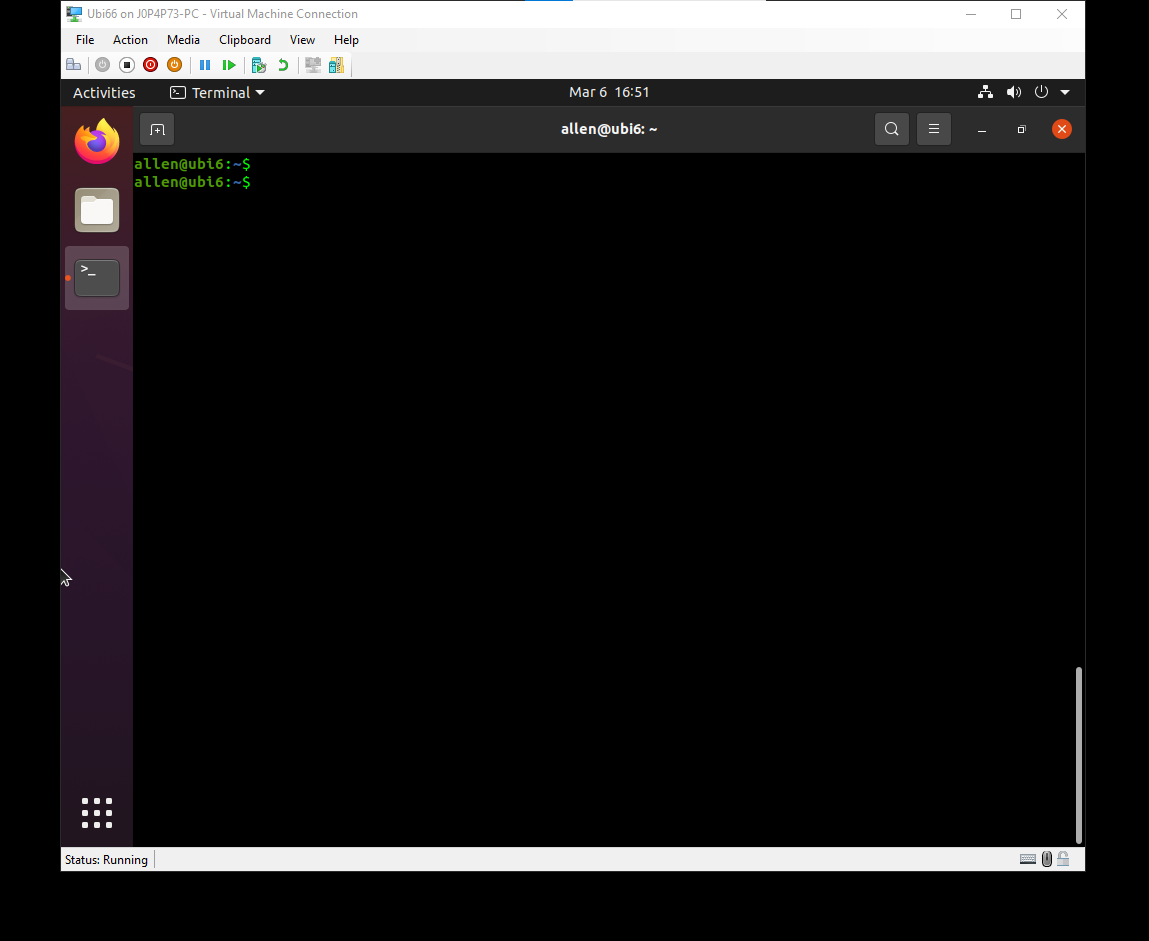 Ubi66 on J0P4P73-PC - Virtual Machine Connection
File Action Media Clipboard View Help
Activities Terminal Mar 6 16:51
allen@ubi6: ~
allen@ubi6:~$
allen@ubi6:~$
>_
Status: Running